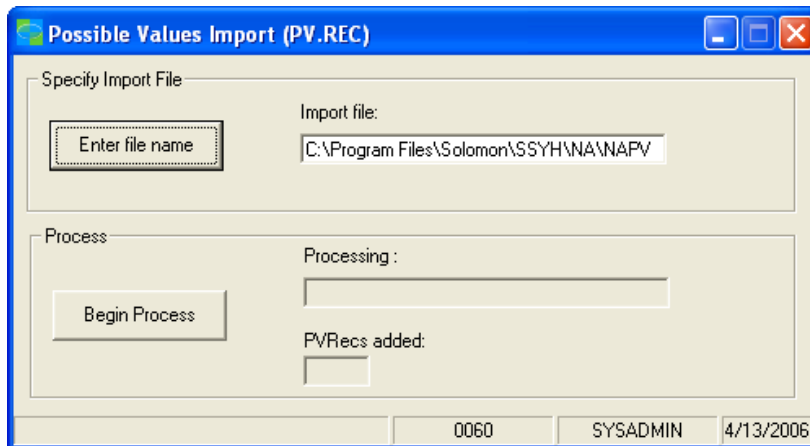 Possible Values Import (PV.REC)
Specify Import File
Import file:
Enter file name
C:\Program Files\Solomon\SSYH\NA\NAPV
Process
Processing :
Begin Process
PVRecs added:
0060 SYSADMIN 4/13/2006